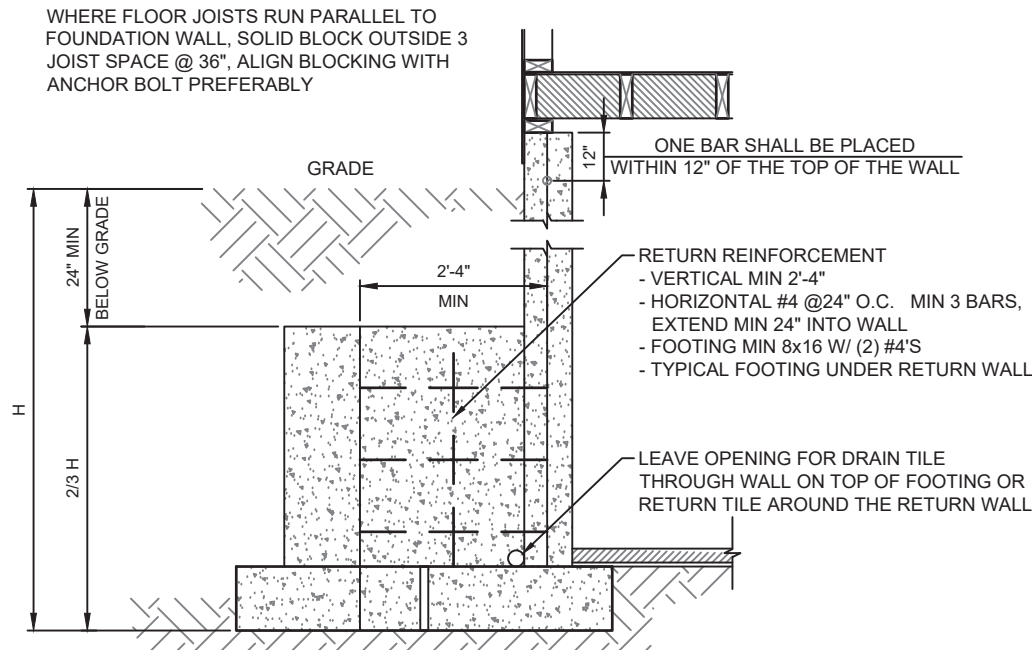 WHERE FLOOR JOISTS RUN PARALLEL TO
FOUNDATION WALL, SOLID BLOCK OUTSIDE 3
JOIST SPACE @ 36", ALIGN BLOCKING WITH
ANCHOR BOLT PREFERABLY
12"
ONE BAR SHALL BE PLACED
WITHIN 12" OF THE TOP OF THE WALL
GRADE
24" MIN
BELOW GRADE
2'-4"
MIN
RETURN REINFORCEMENT
- VERTICAL MIN 2'-4"
- HORIZONTAL #4 @24" O.C. MIN 3 BARS,
EXTEND MIN 24" INTO WALL
- FOOTING MIN 8x16 W/ (2) #4'S
- TYPICAL FOOTING UNDER RETURN WALL
H
2/3 H
LEAVE OPENING FOR DRAIN TILE
THROUGH WALL ON TOP OF FOOTING OR
RETURN TILE AROUND THE RETURN WALL